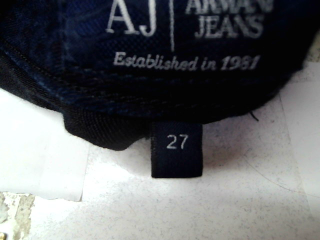 AJ ARMANI
JEANS
Established in 1981
27